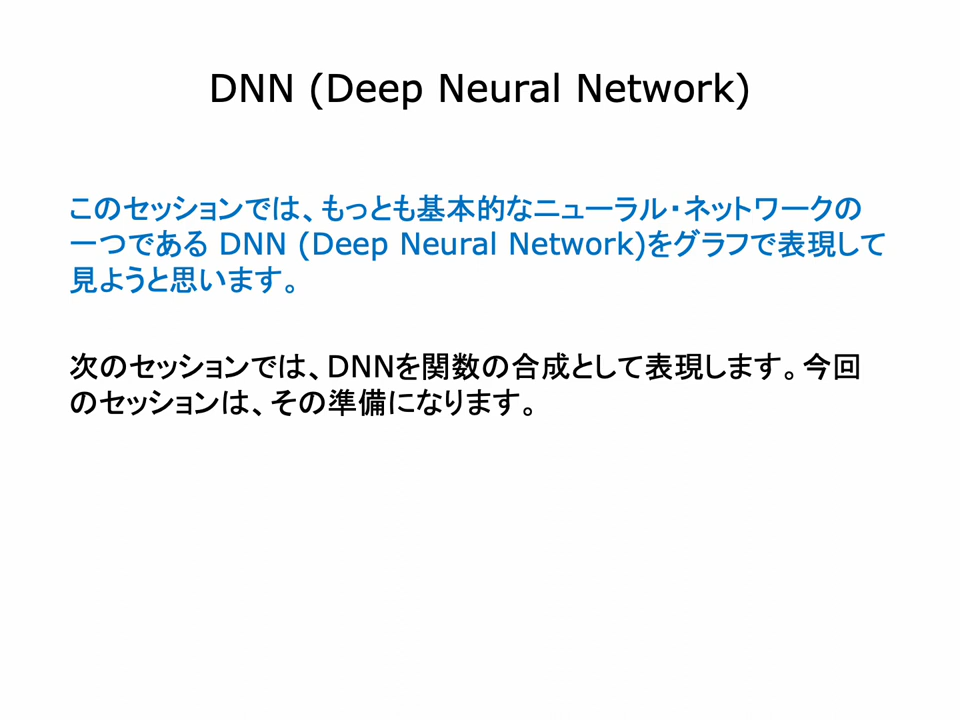 DNN (Deep Neural Network)
このセッションでは、もっとも基本的なニューラル・ネットワークの
一つである DNN (Deep Neural Network)をグラフで表現して
見ようと思います。
次のセッションでは、DNNを関数の合成として表現します。今回
のセッションは、その準備になります。